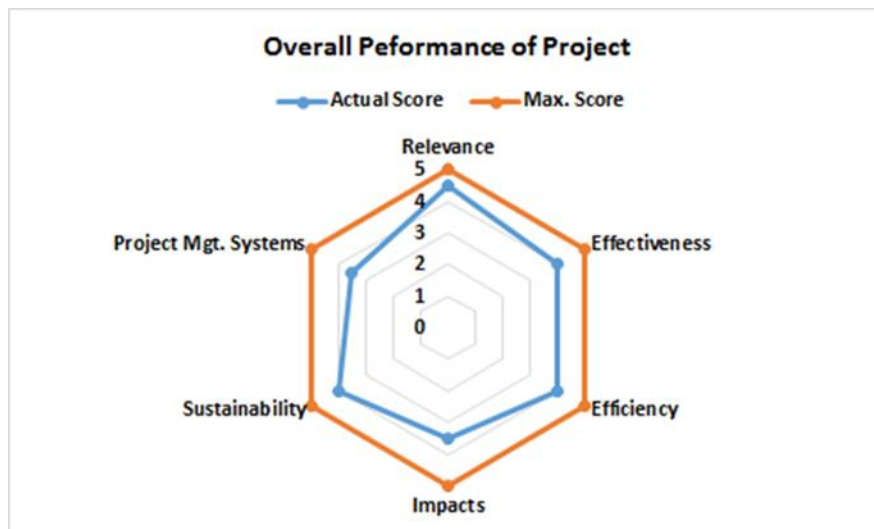 Overall Peformance of Project
Actual Score
Max. Score
Relevance
5
4
3
2
1
0
Project Mgt. Systems
Effectiveness
Sustainability
Efficiency
Impacts